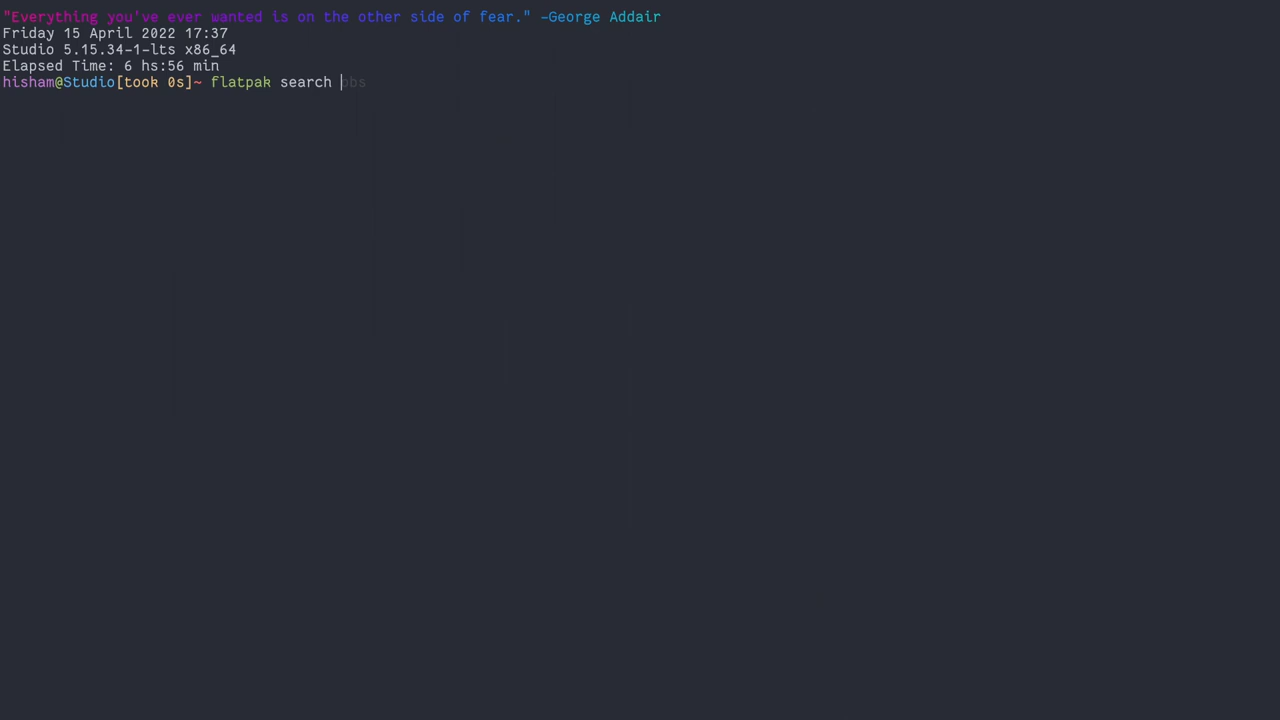 "Everything you've ever wanted is on the other side of fear." -George Addair
Friday 15 April 2022 17:37
Studio 5.15.34-1-lts x86_64
Elapsed Time: 6 hs:56 min
hisham@Studio[took 0s]~ flatpak search obs